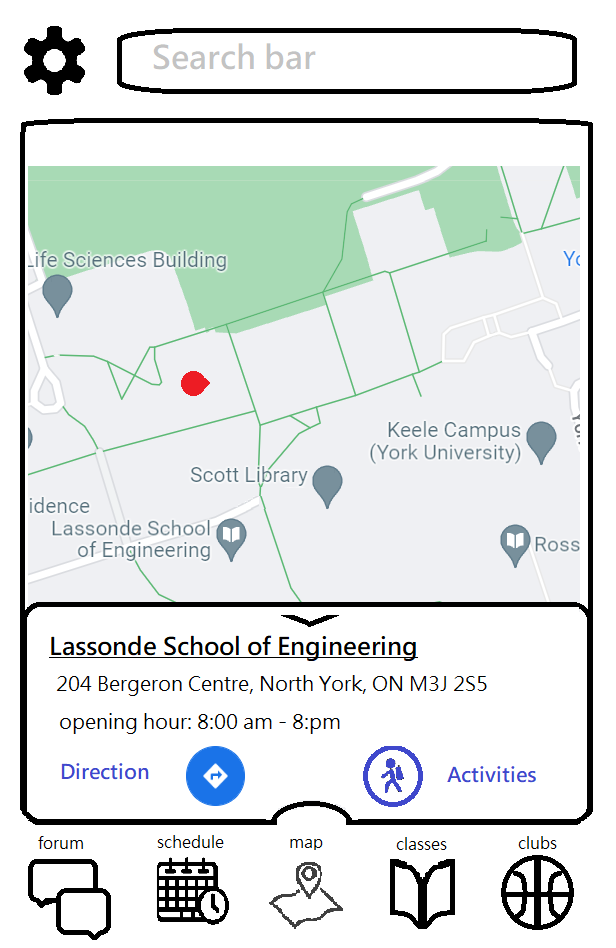 Search bar
Life Sciences Building
Yo
Keele Campus
(York University)
Scott Library
idence
Lassonde School
of Engineering
Ross
Lassonde School of Engineering
204 Bergeron Centre, North York, ON M3J 2S5
opening hour: 8:00 am - 8:pm
Direction
Activities
forum
schedule
map
classes
clubs